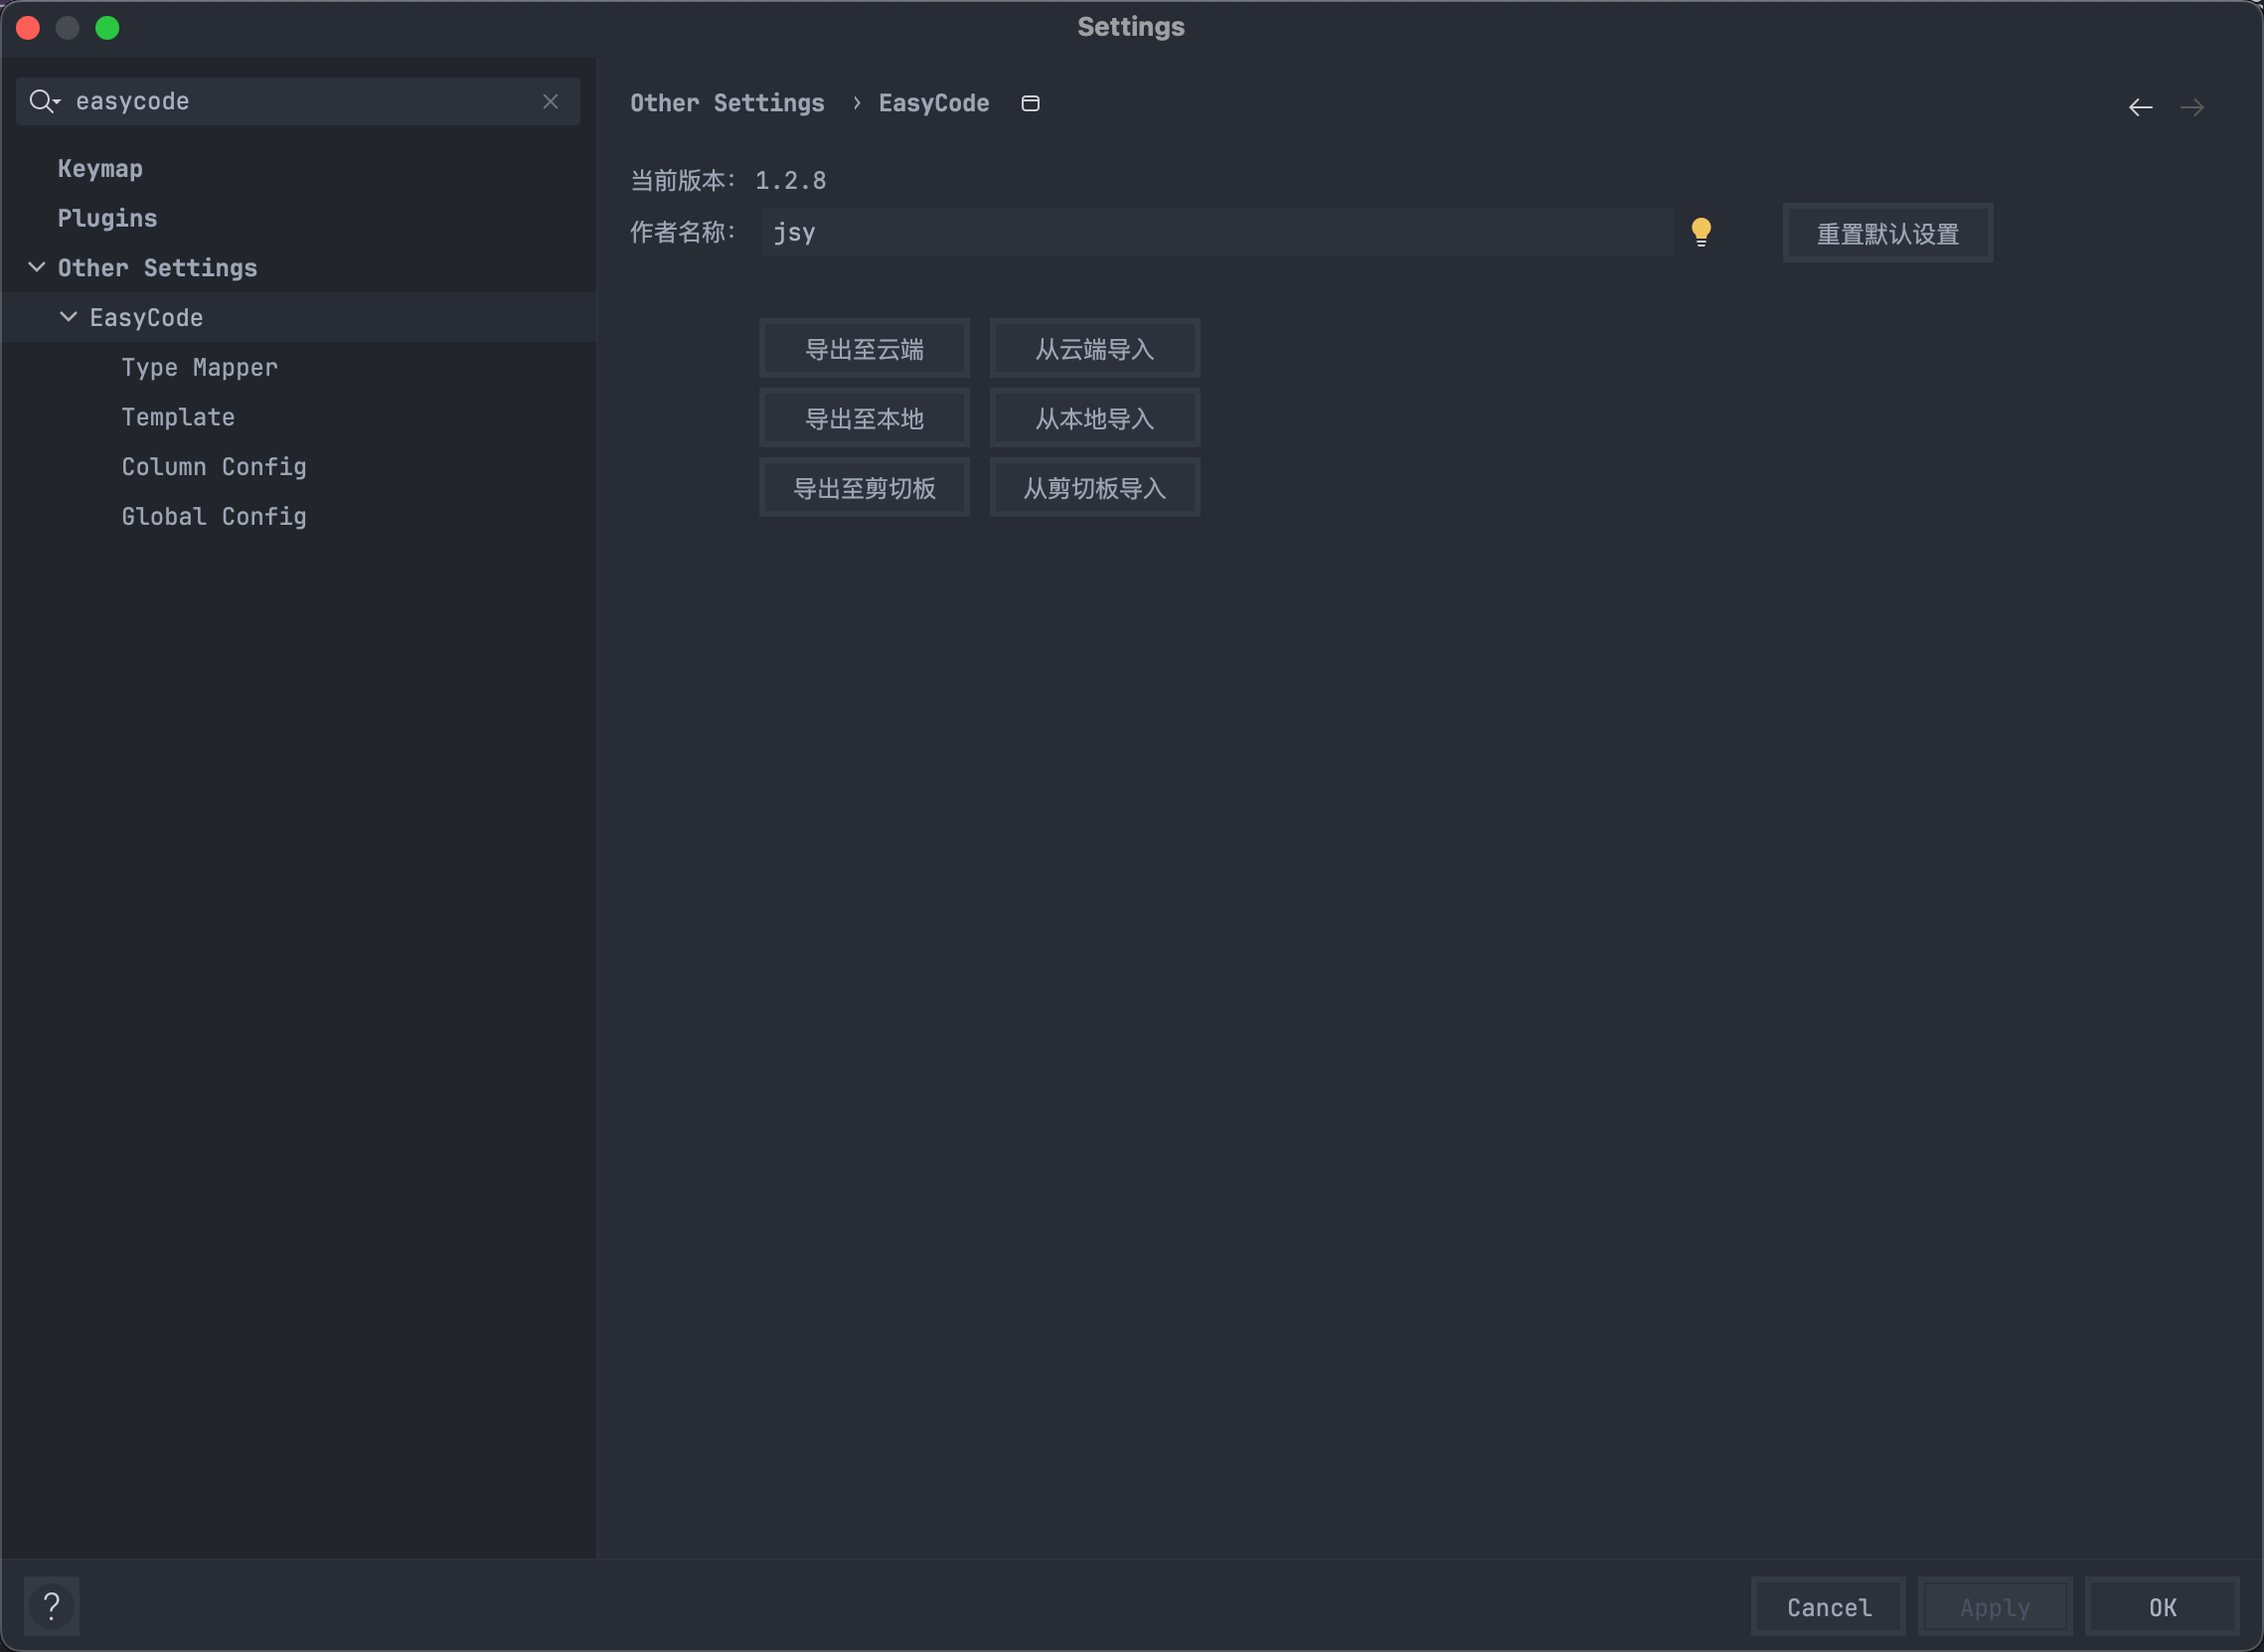 Settings
easycode
Keymap
Plugins
Other Settings
EasyCode
Type Mapper
Template
Column Config
Global Config
Other Settings › EasyCode
当前版本: 1.2.8
作者名称: jsy 重置默认设置
导出至云端 从云端导入
导出至本地 从本地导入
导出至剪切板 从剪切板导入
? Cancel Apply OK